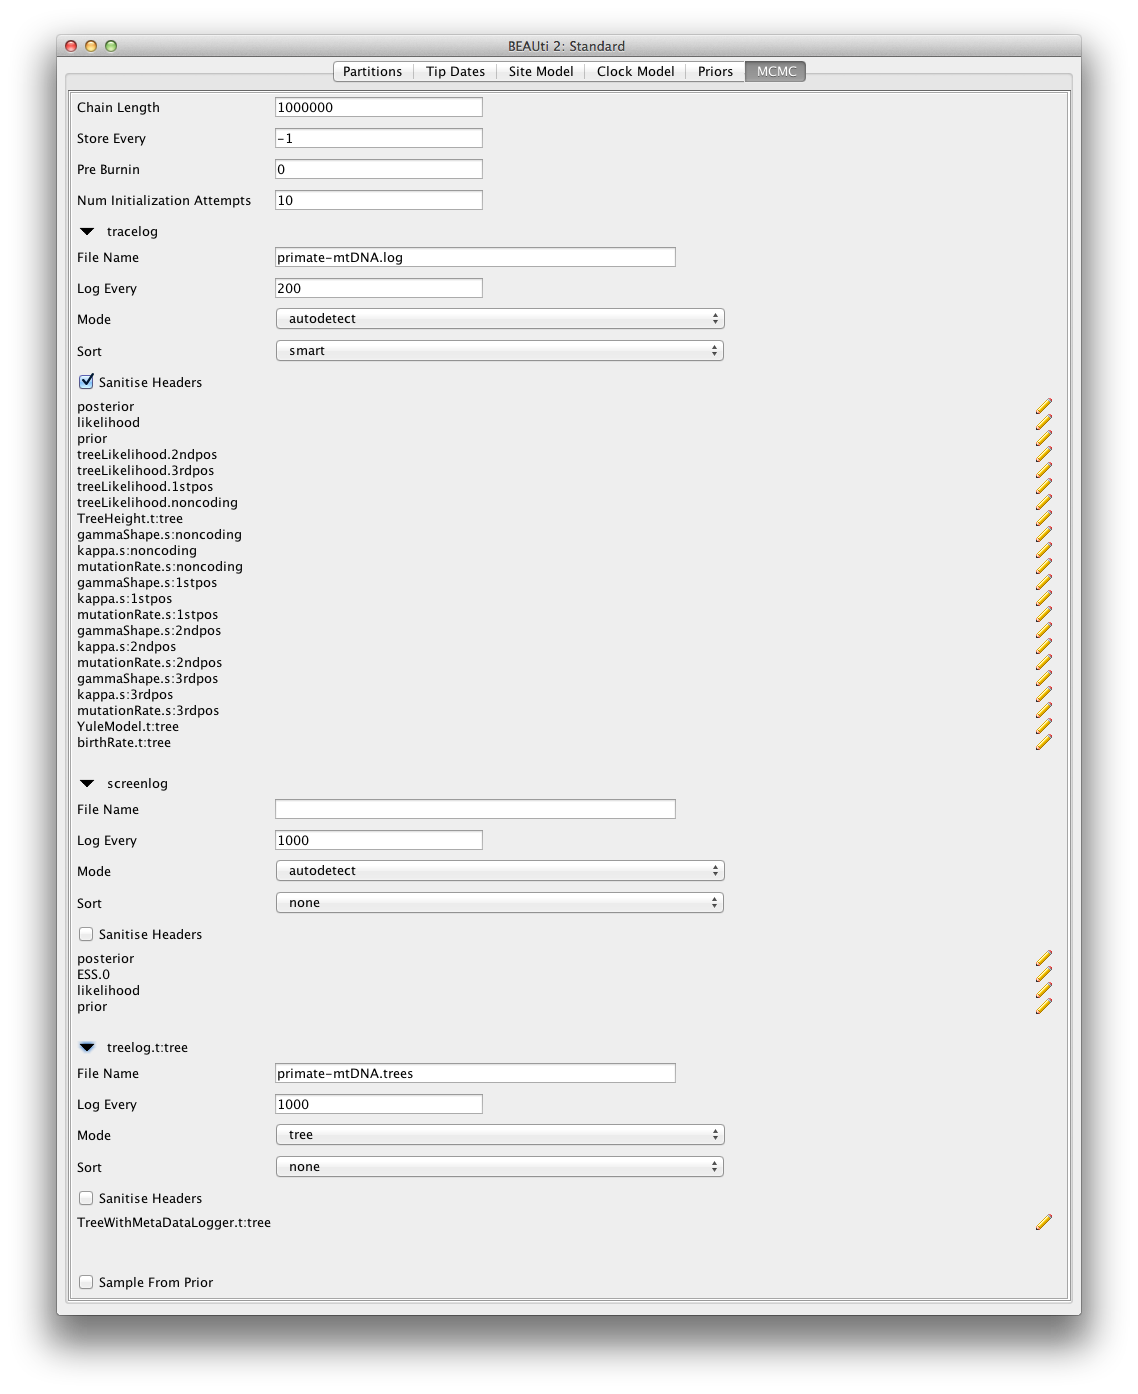 BEAUti 2: Standard
Partitions Tip Dates Site Model Clock Model Priors MCMC
Chain Length 1000000
Store Every -1
Pre Burnin 0
Num Initialization Attempts 10
tracelog
File Name primate-mtDNA.log
Log Every 200
Mode autodetect
Sort smart
Sanitise Headers
posterior
likelihood
prior
treeLikelihood.2ndpos
treeLikelihood.3rdpos
treeLikelihood.1stpos
treeLikelihood.noncoding
TreeHeight.t:tree
gammaShape.s:noncoding
kappa.s:noncoding
mutationRate.s:noncoding
gammaShape.s:1stpos
kappa.s:1stpos
mutationRate.s:1stpos
gammaShape.s:2ndpos
kappa.s:2ndpos
mutationRate.s:2ndpos
gammaShape.s:3rdpos
kappa.s:3rdpos
mutationRate.s:3rdpos
YuleModel.t:tree
birthRate.t:tree
screenlog
File Name
Log Every 1000
Mode autodetect
Sort none
Sanitise Headers
posterior
ESS.0
likelihood
prior
treelog.t:tree
File Name primate-mtDNA.trees
Log Every 1000
Mode tree
Sort none
Sanitise Headers
TreeWithMetaDataLogger.t:tree
Sample From Prior